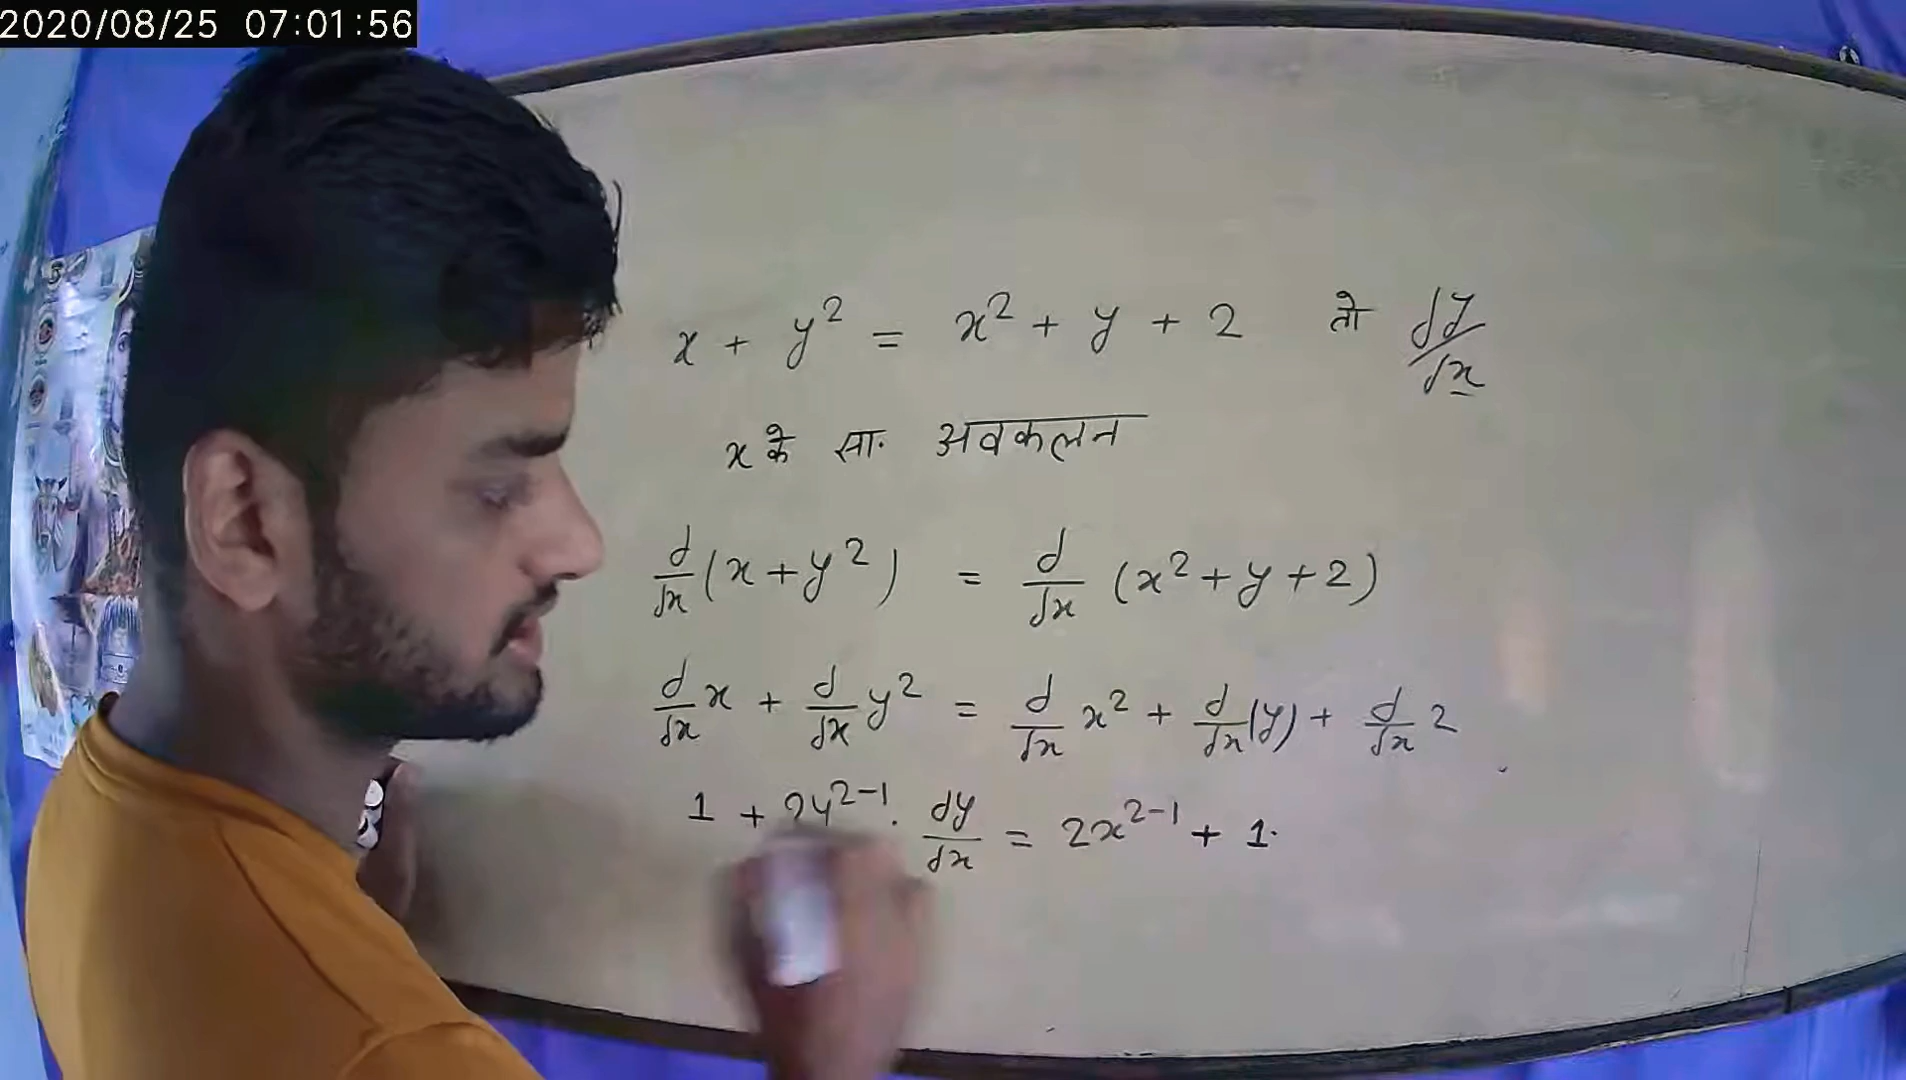 2020/08/25 07:01:56
x + y² = x² + y + 2 तो dy/dx
x के सा. अवकलन
d/dx (x + y²) = d/dx (x² + y + 2)
d/dx x + d/dx y² = d/dx x² + d/dx (y) + d/dx 2
1 + 2y²⁻¹ . dy/dx = 2x²⁻¹ + 1.